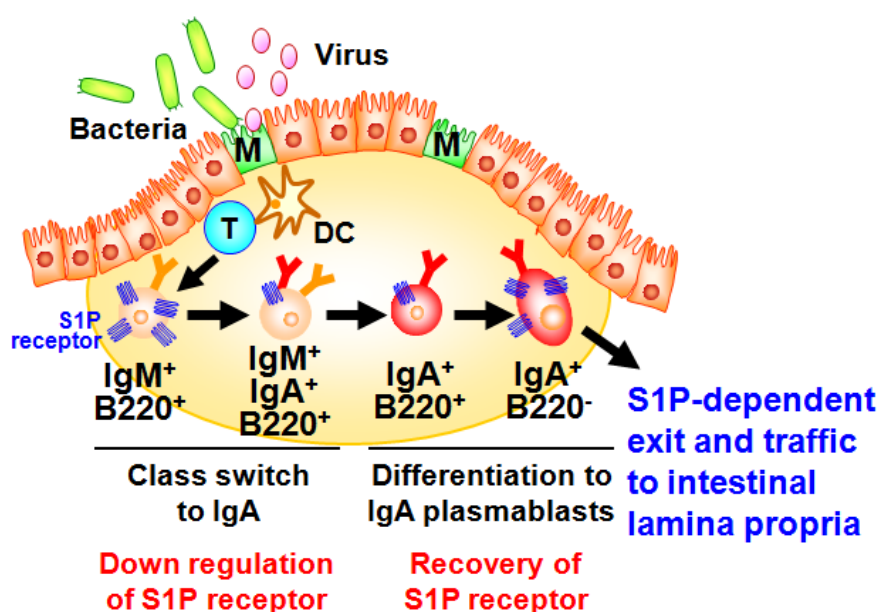 Virus
Bacteria
M
M
T
DC
S1P
receptor
IgM⁺
B220⁺
IgM⁺
IgA⁺
B220⁺
IgA⁺
B220⁺
IgA⁺
B220⁻
S1P-dependent
exit and traffic
to intestinal
lamina propria
Class switch
to IgA
Differentiation to
IgA plasmablasts
Down regulation
of S1P receptor
Recovery of
S1P receptor